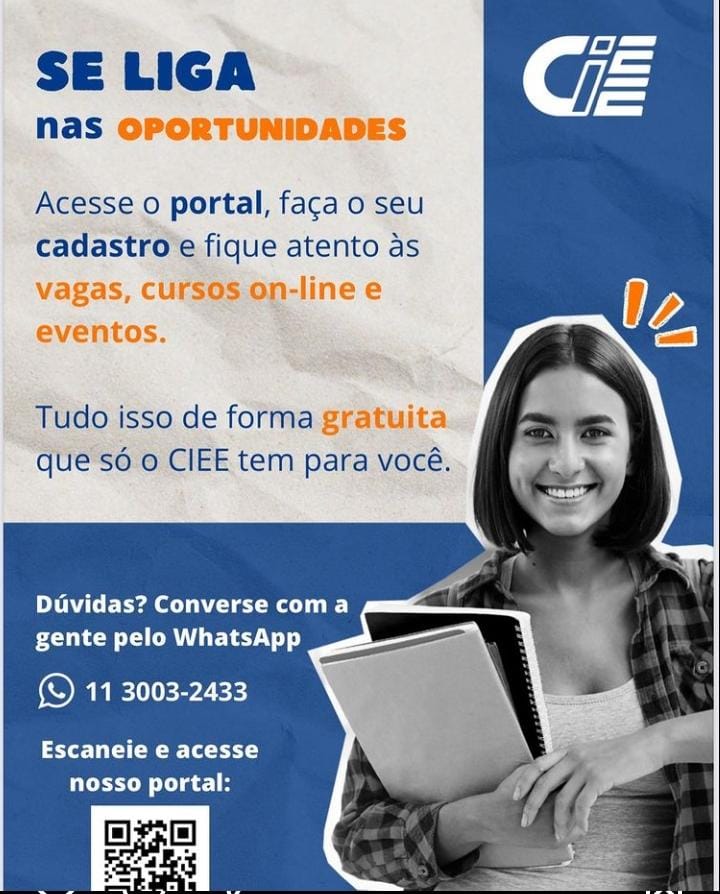 SE LIGA
nas OPORTUNIDADES
CIEE
Acesse o portal, faça o seu
cadastro e fique atento às
vagas, cursos on-line e
eventos.
Tudo isso de forma gratuita
que só o CIEE tem para você.
Dúvidas? Converse com a
gente pelo WhatsApp
11 3003-2433
Escaneie e acesse
nosso portal: